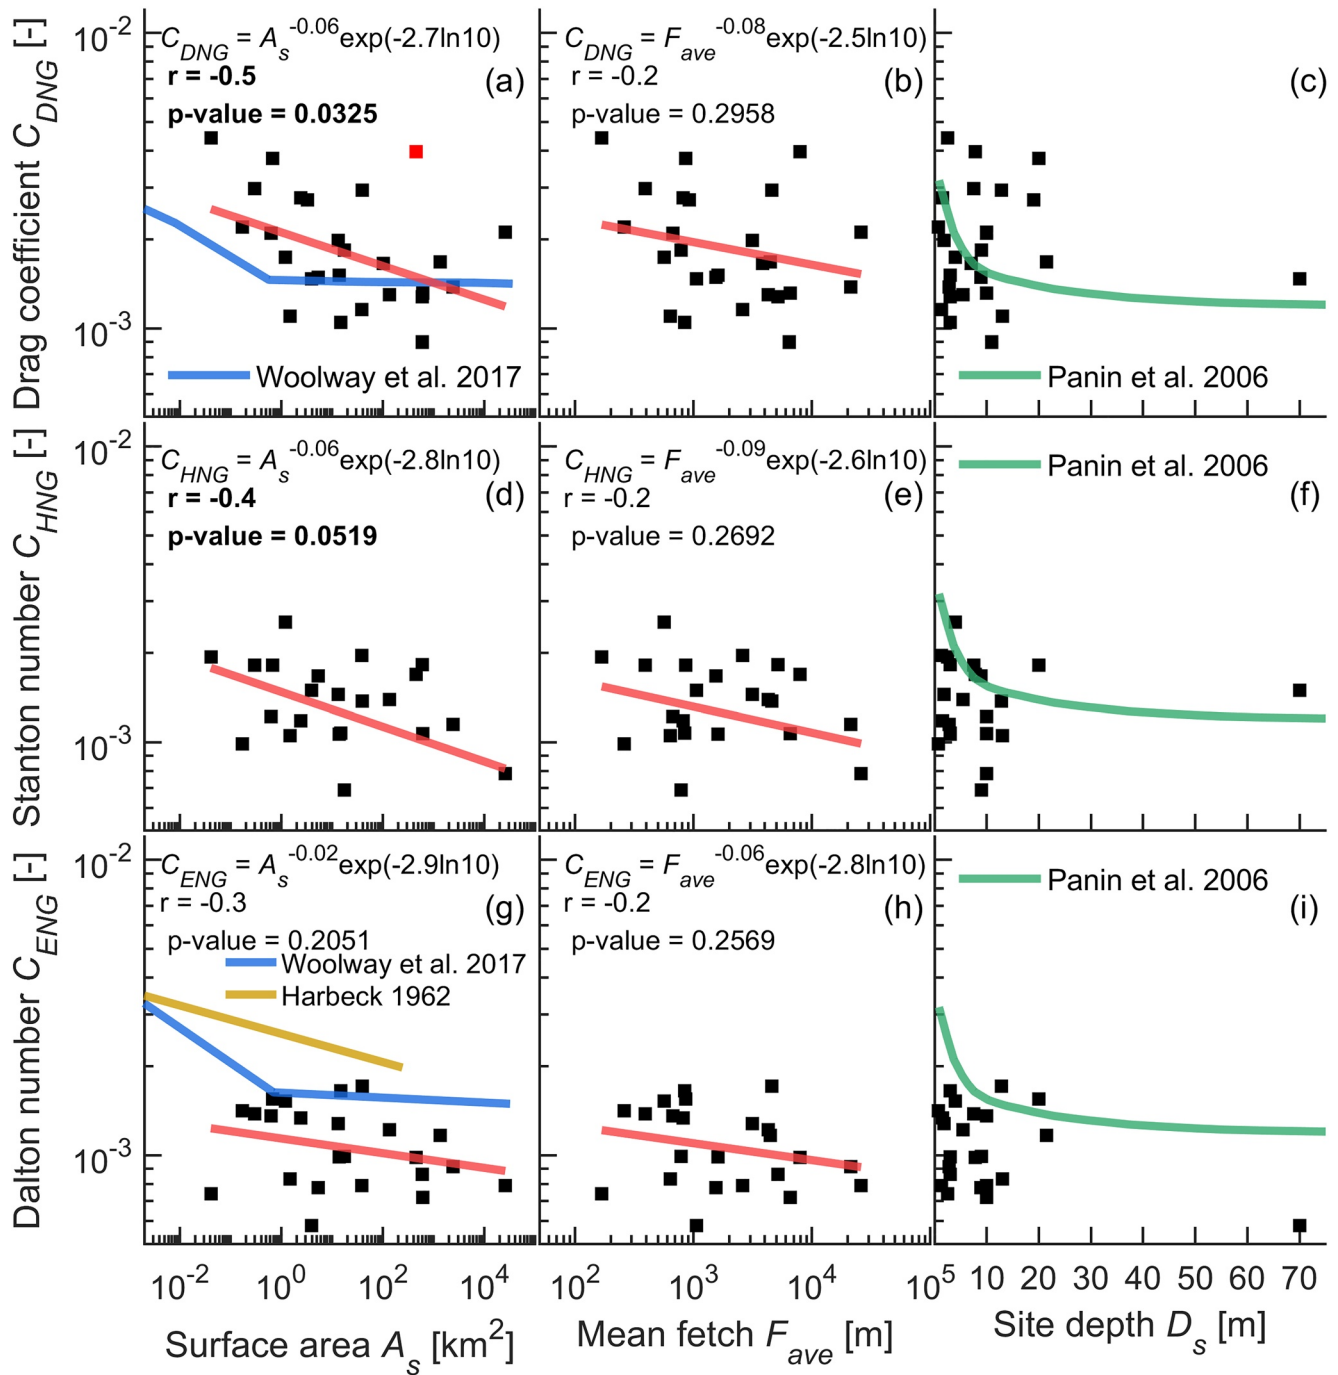 Drag coefficient C_DNG [-]
10^-2
10^-3
C_DNG = A_s^-0.06 exp(-2.7ln10)
r = -0.5
(a)
p-value = 0.0325
Woolway et al. 2017
C_DNG = F_ave^-0.08 exp(-2.5ln10)
r = -0.2
(b)
p-value = 0.2958
(c)
Panin et al. 2006
Stanton number C_HNG [-]
10^-2
10^-3
C_HNG = A_s^-0.06 exp(-2.8ln10)
r = -0.4
(d)
p-value = 0.0519
C_HNG = F_ave^-0.09 exp(-2.6ln10)
r = -0.2
(e)
p-value = 0.2692
Panin et al. 2006
(f)
Dalton number C_ENG [-]
10^-2
10^-3
C_ENG = A_s^-0.02 exp(-2.9ln10)
r = -0.3
(g)
p-value = 0.2051
Woolway et al. 2017
Harbeck 1962
C_ENG = F_ave^-0.06 exp(-2.8ln10)
r = -0.2
(h)
p-value = 0.2569
Panin et al. 2006
(i)
10^-2 10^0 10^2 10^4
Surface area A_s [km^2]
10^2 10^3 10^4 10^5
Mean fetch F_ave [m]
10 20 30 40 50 60 70
Site depth D_s [m]